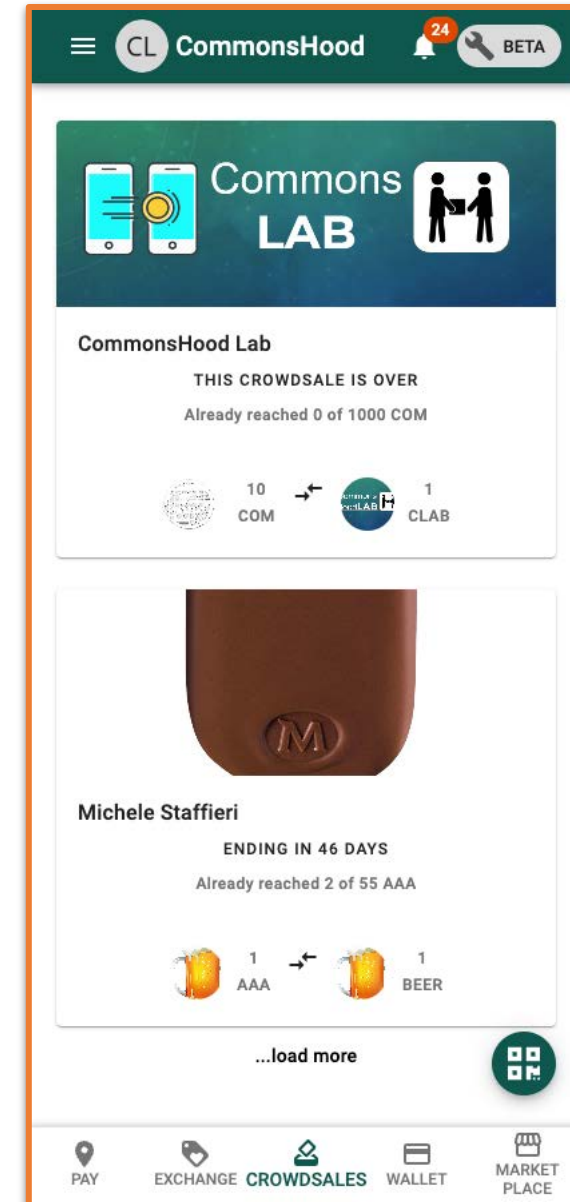 CL CommonsHood 24 BETA
Commons
LAB
CommonsHood Lab
THIS CROWDSALE IS OVER
Already reached 0 of 1000 COM
10 1
COM CLAB
M
Michele Staffieri
ENDING IN 46 DAYS
Already reached 2 of 55 AAA
1 1
AAA BEER
...load more
PAY EXCHANGE CROWDSALES WALLET MARKET
PLACE